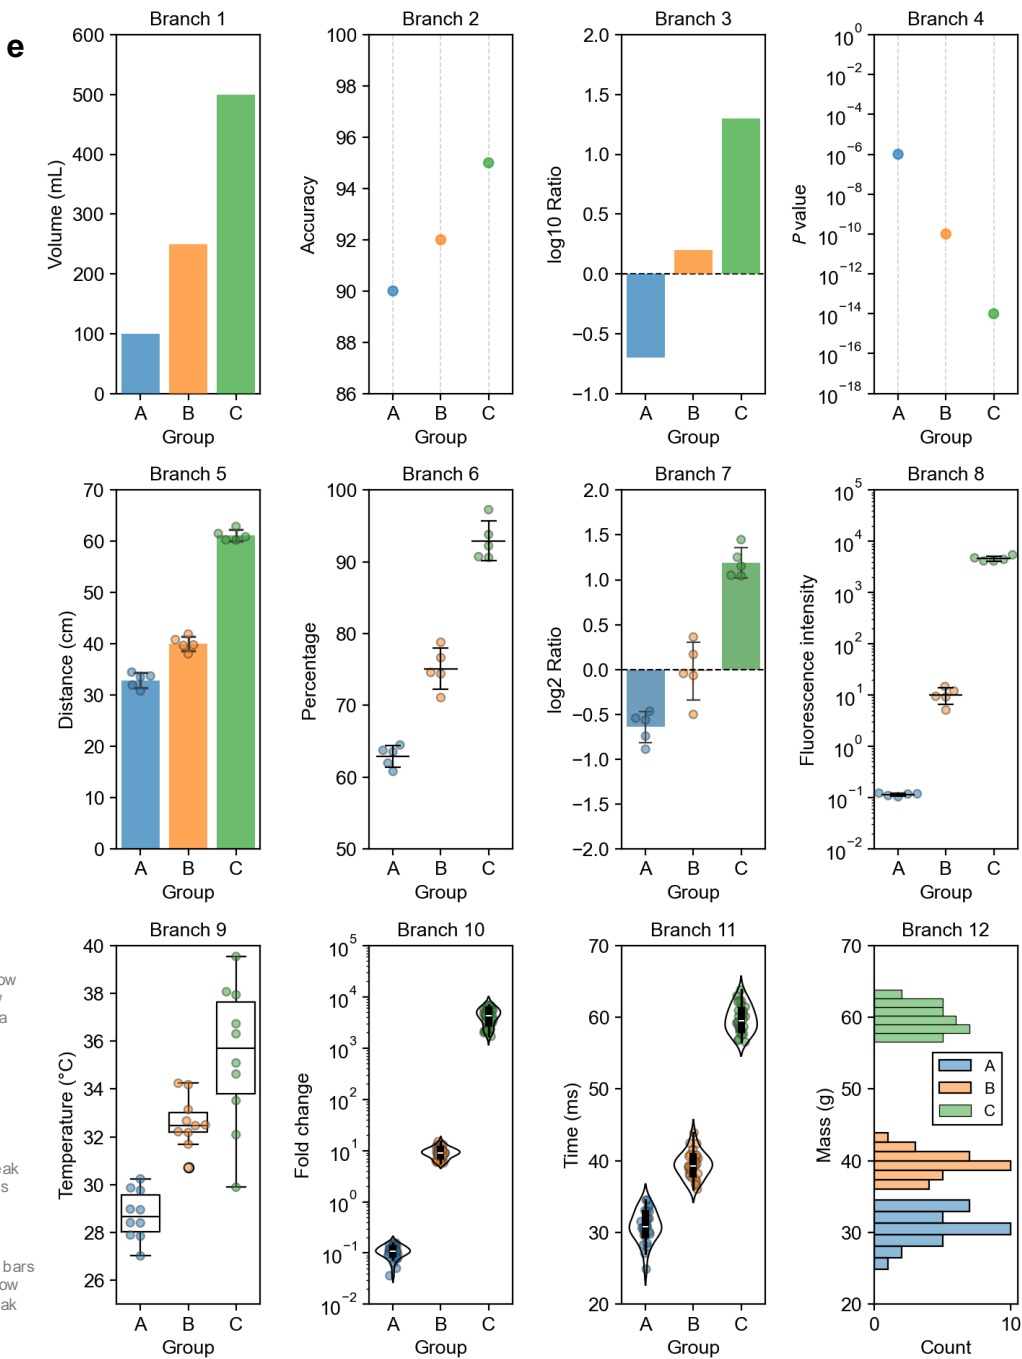 e
Branch 1
Branch 2
Branch 3
Branch 4
600
500
400
300
200
100
0
Volume (mL)
A B C
Group
100
98
96
94
92
90
88
86
Accuracy
A B C
Group
2.0
1.5
1.0
0.5
0.0
−0.5
−1.0
log10 Ratio
A B C
Group
10^0
10^−2
10^−4
10^−6
10^−8
10^−10
10^−12
10^−14
10^−16
10^−18
P value
A B C
Group
Branch 5
Branch 6
Branch 7
Branch 8
70
60
50
40
30
20
10
0
Distance (cm)
A B C
Group
100
90
80
70
60
50
Percentage
A B C
Group
2.0
1.5
1.0
0.5
0.0
−0.5
−1.0
−1.5
−2.0
log2 Ratio
A B C
Group
10^5
10^4
10^3
10^2
10^1
10^0
10^−1
10^−2
Fluorescence intensity
A B C
Group
Branch 9
Branch 10
Branch 11
Branch 12
40
38
36
34
32
30
28
26
Temperature (°C)
A B C
Group
10^5
10^4
10^3
10^2
10^1
10^0
10^−1
10^−2
Fold change
A B C
Group
70
60
50
40
30
20
Time (ms)
A B C
Group
70
60
50
40
30
20
Mass (g)
A
B
C
0 10
Count
a
s
bars